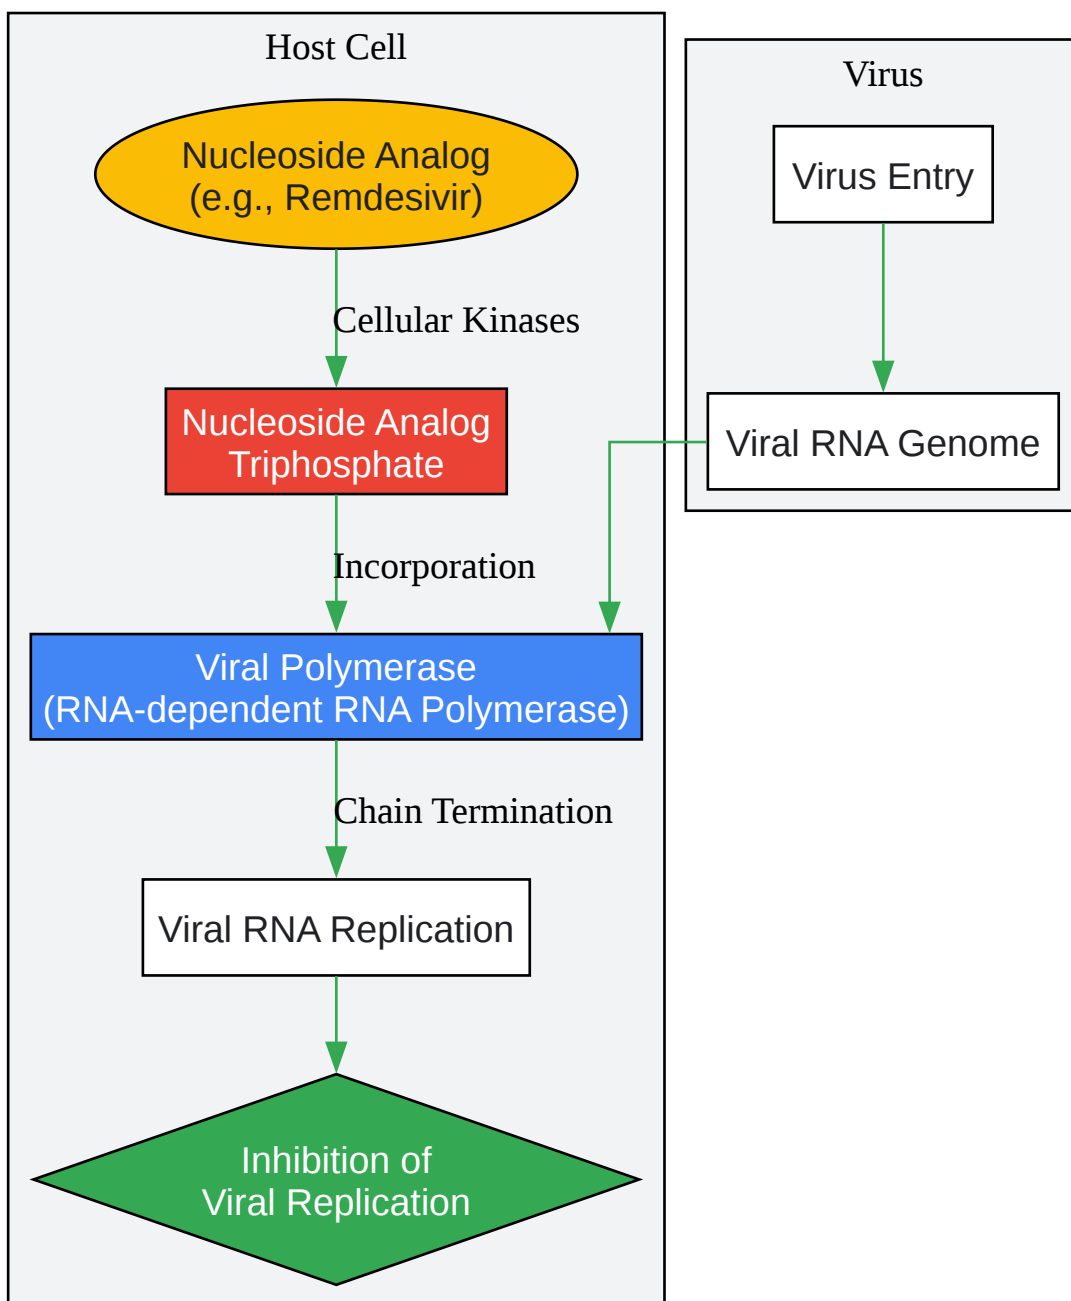 Host Cell
Nucleoside Analog
(e.g., Remdesivir)
Cellular Kinases
Nucleoside Analog
Triphosphate
Incorporation
Viral Polymerase
(RNA-dependent RNA Polymerase)
Chain Termination
Viral RNA Replication
Inhibition of
Viral Replication
Virus
Virus Entry
Viral RNA Genome